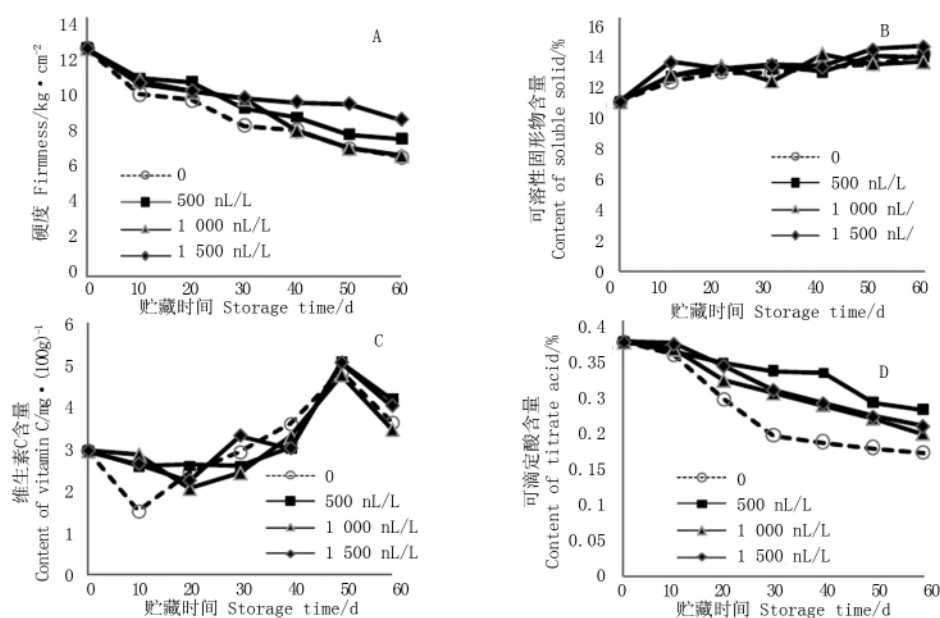 14
12
10
8
6
4
2
0
硬度 Firmness/kg·cm⁻²
A
0
500 nL/L
1 000 nL/L
1 500 nL/L
0 10 20 30 40 50 60
贮藏时间 Storage time/d
16
14
12
10
8
6
4
2
0
可溶性固形物含量
Content of soluble solid/%
B
0
500 nL/L
1 000 nL/
1 500 nL/
0 10 20 30 40 50 60
贮藏时间 Storage time/d
6
5
4
3
2
1
0
维生素C含量
Content of vitamin C/mg·(100g)⁻¹
C
0
500 nL/L
1 000 nL/L
1 500 nL/L
0 10 20 30 40 50 60
贮藏时间 Storage time/d
0.4
0.35
0.3
0.25
0.2
0.15
0.1
0.05
0
可滴定酸含量
Content of titrate acid/%
D
0
500 nL/L
1 000 nL/L
1 500 nL/L
0 10 20 30 40 50 60
贮藏时间 Storage time/d